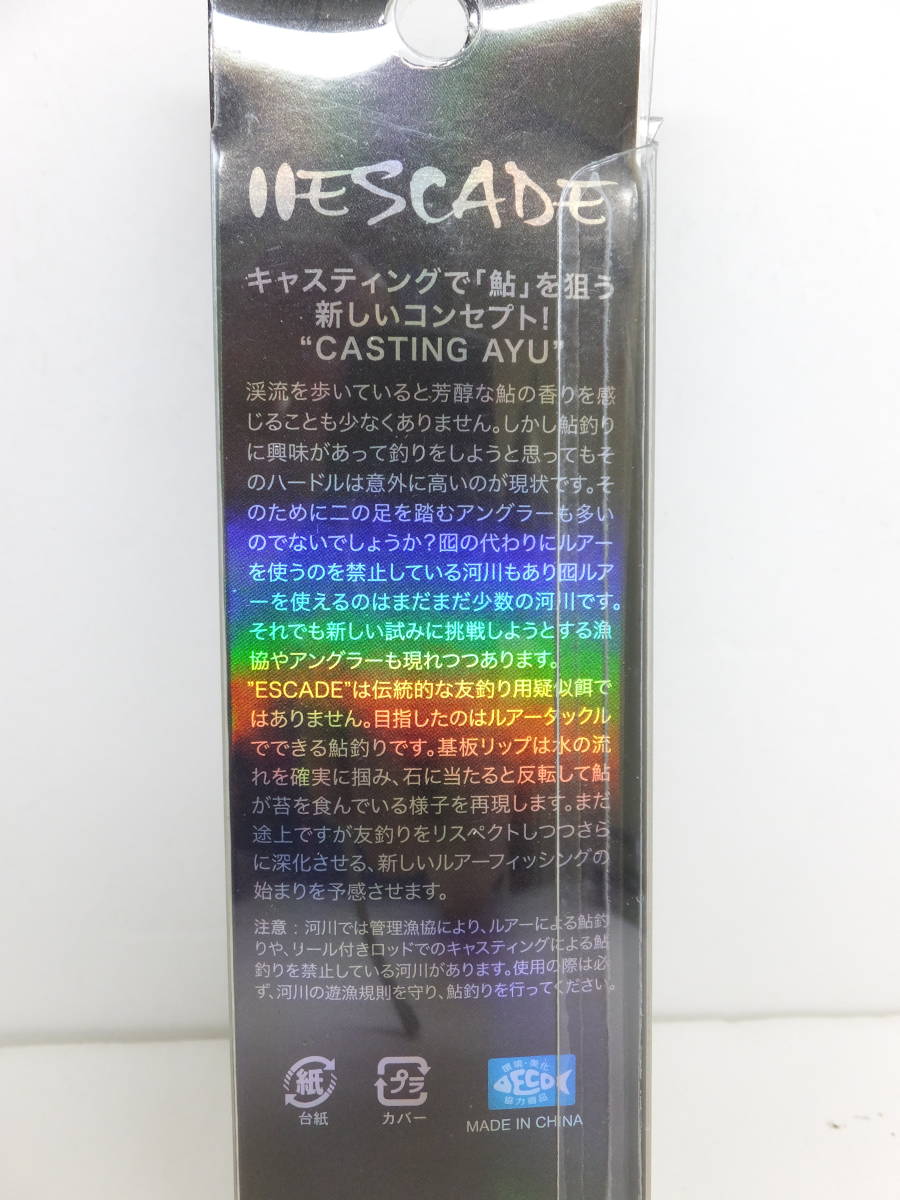 ESCADE
キャスティングで「鮎」を狙う
新しいコンセプト!
“CASTING AYU”
渓流を歩いていると芳醇な鮎の香りを感
じることも少なくありません。しかし鮎釣り
に興味があって釣りをしようと思ってもそ
のハードルは意外に高いのが現状です。そ
のために二の足を踏むアングラーも多い
のでないでしょうか?囮の代わりにルアー
を使うのを禁止している河川もあり囮ルア
ーを使えるのはまだまだ少数の河川です。
それでも新しい試みに挑戦しようとする漁
協やアングラーも現れつつあります。
”ESCADE”は伝統的な友釣り用疑似餌で
はありません。目指したのはルアータックル
でできる鮎釣りです。基板リップは水の流
れを確実に掴み、石に当たると反転して鮎
が苔を食んでいる様子を再現します。まだ
途上ですが友釣りをリスペクトしつつさら
に深化させる、新しいルアーフィッシングの
始まりを予感させます。
注意：河川では管理漁協により、ルアーによる鮎釣
りや、リール付きロッドでのキャスティングによる鮎
釣りを禁止している河川があります。使用の際は必
ず、河川の遊漁規則を守り、鮎釣りを行ってください。
紙
台紙
プラ
カバー
環境・美化
ECO
協力商品
MADE IN CHINA